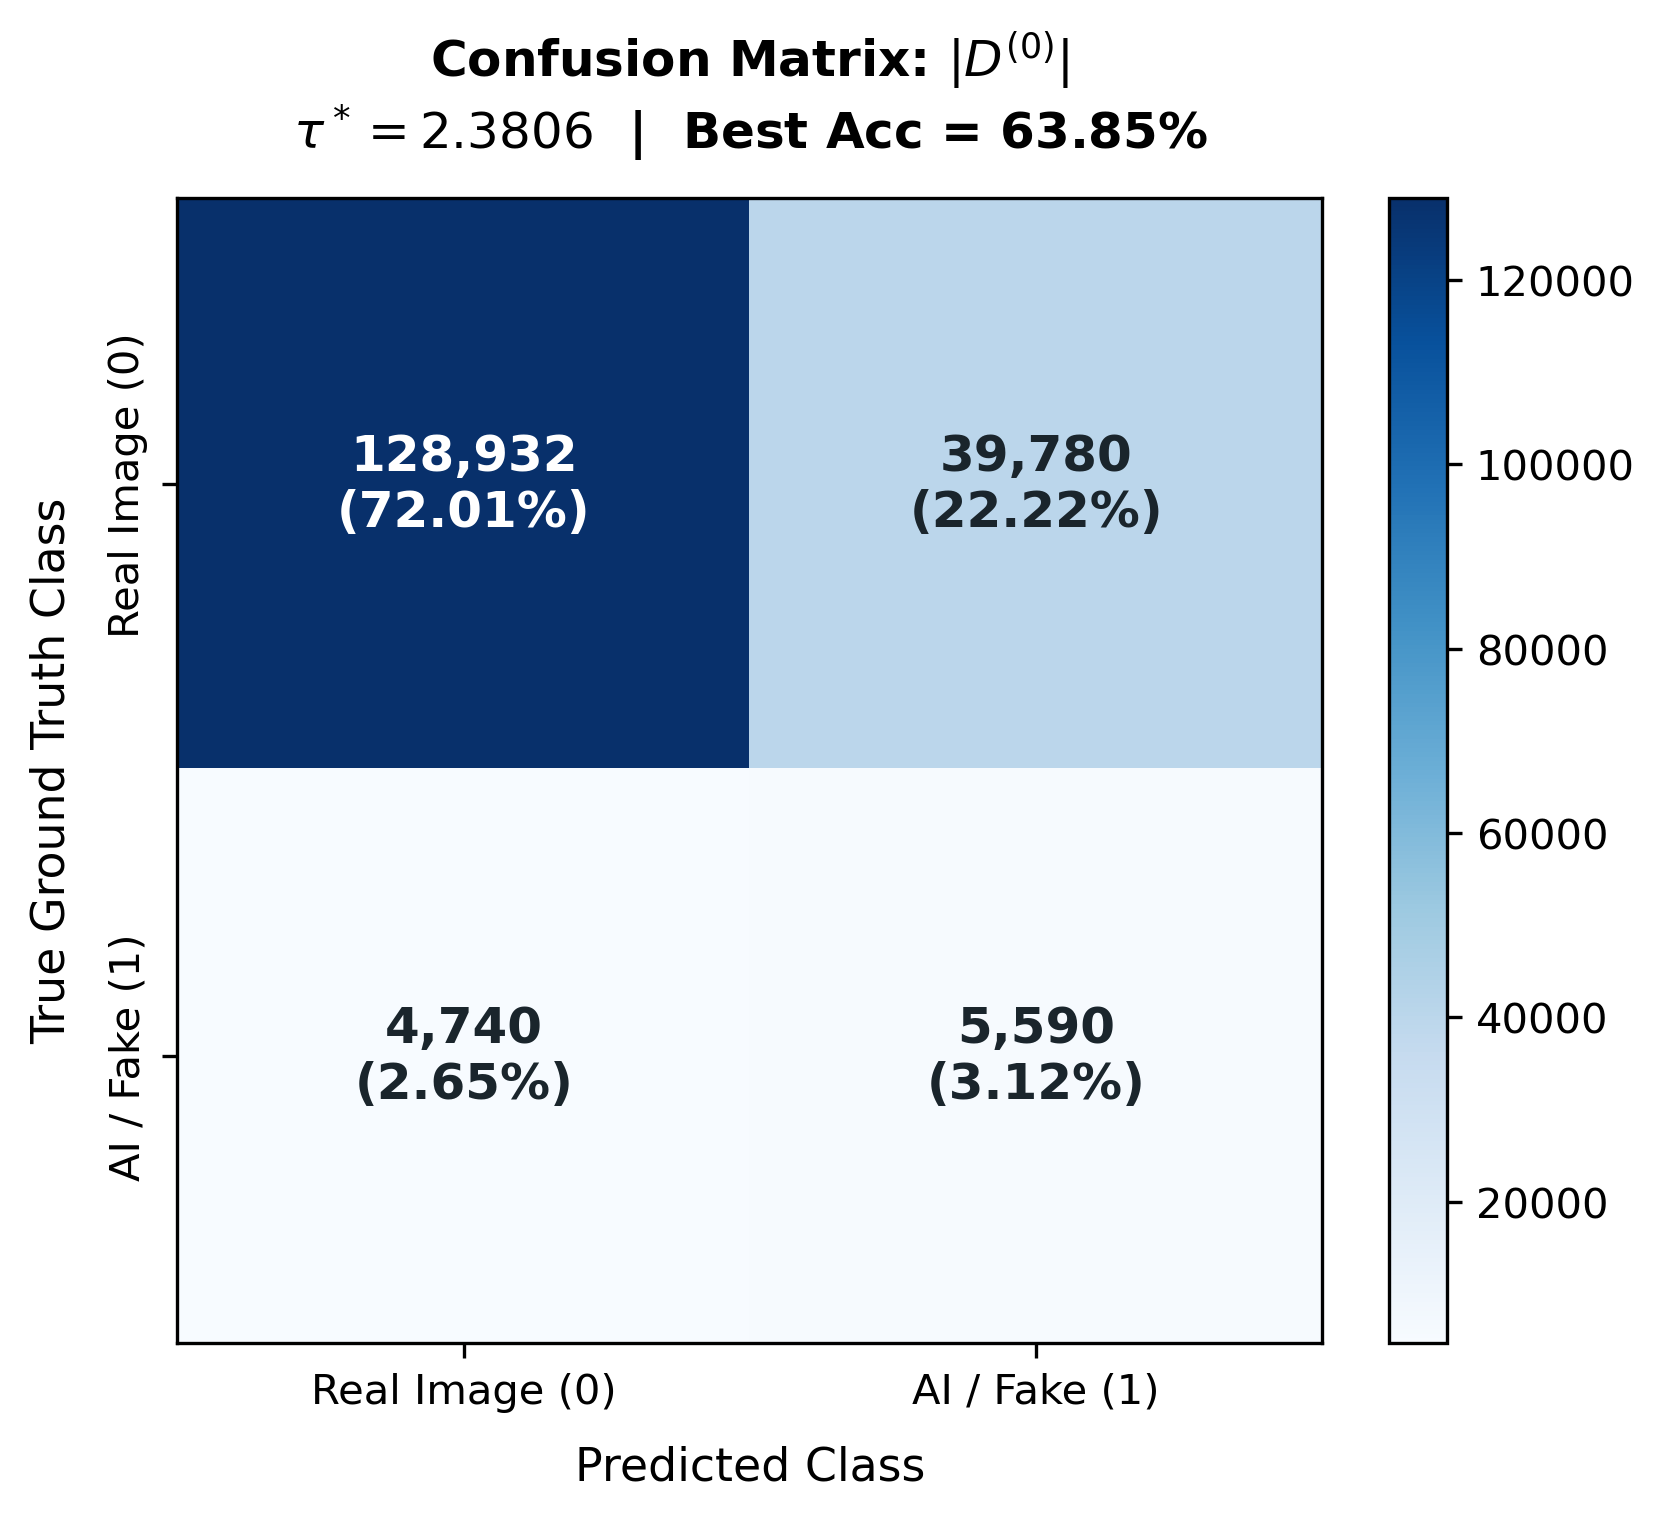 Confusion Matrix: |D^(0)|
τ* = 2.3806 | Best Acc = 63.85%
True Ground Truth Class
Real Image (0)
AI / Fake (1)
128,932
(72.01%)
39,780
(22.22%)
4,740
(2.65%)
5,590
(3.12%)
Real Image (0)
AI / Fake (1)
Predicted Class
120000
100000
80000
60000
40000
20000